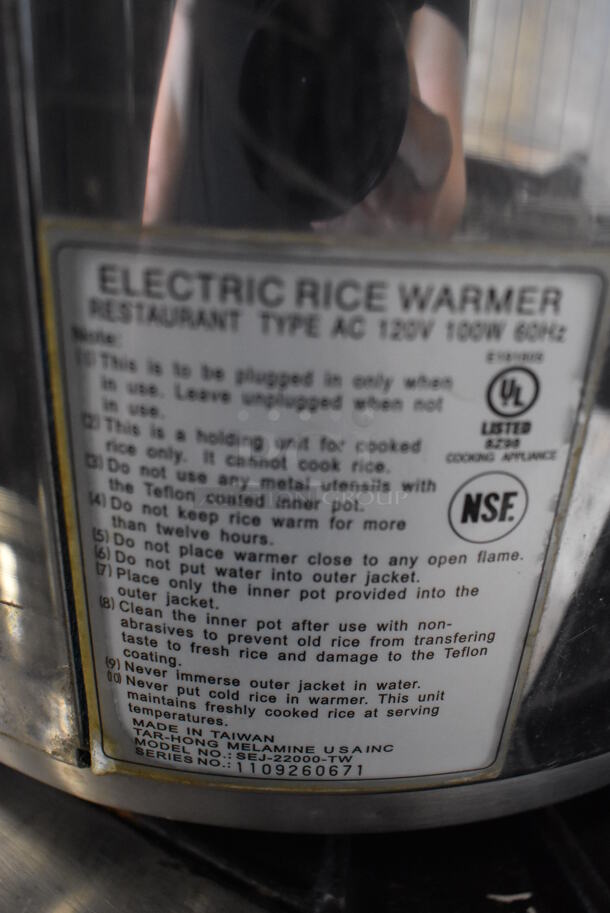 ELECTRIC RICE WARMER
RESTAURANT TYPE AC 120V 100W 60Hz
Note:
(1) This is to be plugged in only when
in use. Leave unplugged when not
in use.
(2) This is a holding unit for cooked
rice only. It cannot cook rice.
(3) Do not use any metal utensils with
the Teflon coated inner pot.
(4) Do not keep rice warm for more
than twelve hours.
(5) Do not place warmer close to any open flame.
(6) Do not put water into outer jacket.
(7) Place only the inner pot provided into the
outer jacket.
(8) Clean the inner pot after use with non-
abrasives to prevent old rice from transfering
taste to fresh rice and damage to the Teflon
coating.
(9) Never immerse outer jacket in water.
(10) Never put cold rice in warmer. This unit
maintains freshly cooked rice at serving
temperatures.
MADE IN TAIWAN
TAR-HONG MELAMINE U S A INC
MODEL NO.: SEJ-22000-TW
SERIES NO.: 1109260671
UL
LISTED
COOKING APPLIANCE
NSF.
GROUP